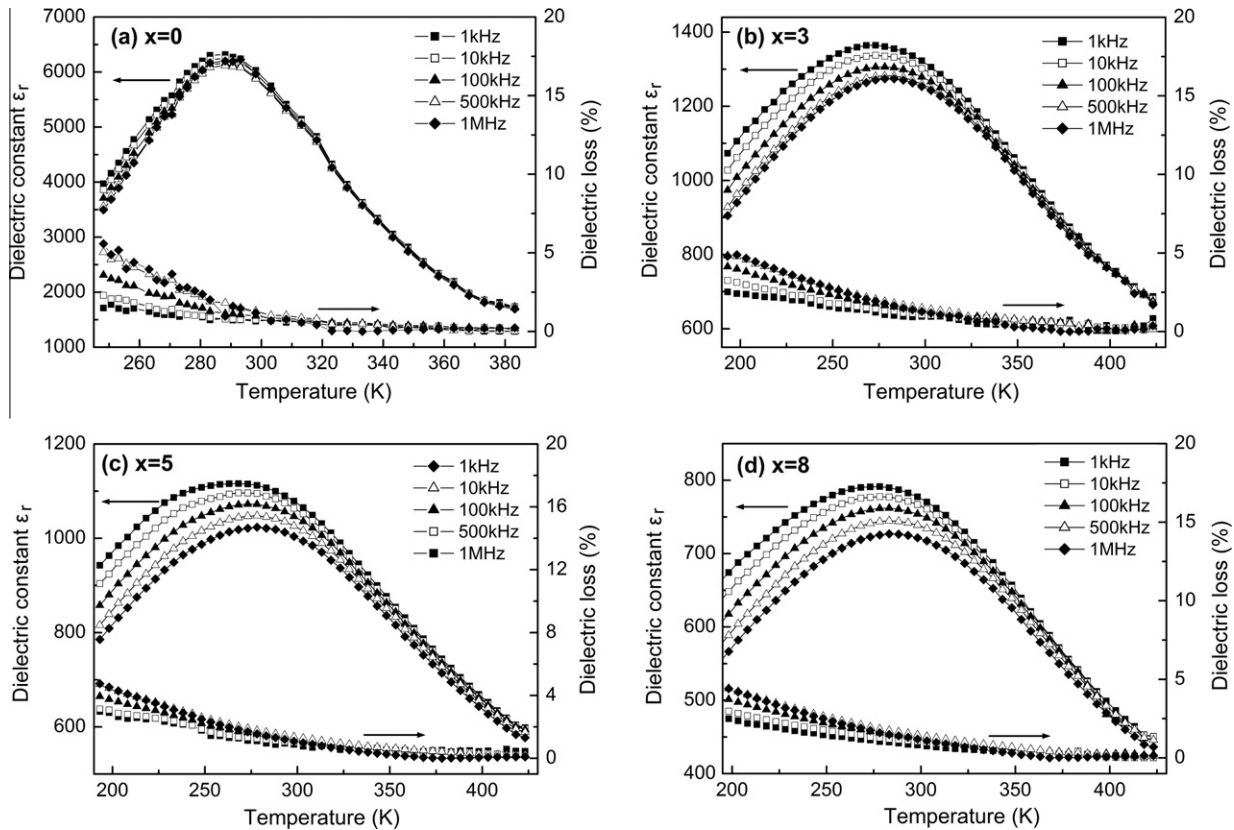 (a) x=0
1kHz
10kHz
100kHz
500kHz
1MHz
7000
6000
5000
4000
3000
2000
1000
20
15
10
5
0
260
280
300
320
340
360
380
Dielectric constant εr
Dielectric loss (%)
Temperature (K)
(b) x=3
1kHz
10kHz
100kHz
500kHz
1MHz
1400
1200
1000
800
600
20
15
10
5
0
200
250
300
350
400
Dielectric constant εr
Dielectric loss (%)
Temperature (K)
(c) x=5
1kHz
10kHz
100kHz
500kHz
1MHz
1200
1000
800
600
20
16
12
8
4
0
200
250
300
350
400
Dielectric constant εr
Dielectric loss (%)
Temperature (K)
(d) x=8
1kHz
10kHz
100kHz
500kHz
1MHz
800
700
600
500
400
20
15
10
5
0
200
250
300
350
400
Dielectric constant εr
Dielectric loss (%)
Temperature (K)